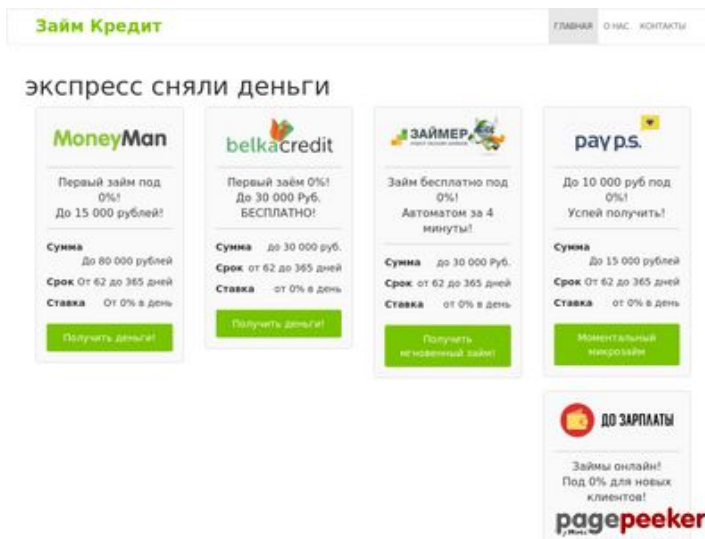 Займ Кредит
ГЛАВНАЯ О НАС. КОНТАКТЫ
экспресс сняли деньги
MoneyMan
Первый займ под
0%!
До 15 000 рублей!
Сумма
До 80 000 рублей
Срок От 62 до 365 дней
Ставка От 0% в день
Получить деньги!
belkacredit
Первый заём 0%!
До 30 000 Руб.
БЕСПЛАТНО!
Сумма до 30 000 руб.
Срок от 62 до 365 дней
Ставка от 0% в день
Получить деньги!
ЗАЙМЕР
Займ бесплатно под
0%!
Автоматом за 4
минуты!
Сумма до 30 000 Руб.
Срок от 62 до 365 дней
Ставка от 0% в день
Получить
мгновенный займ!
pay p.s.
До 10 000 руб под
0%!
Успей получить!
Сумма
До 15 000 рублей
Срок От 62 до 365 дней
Ставка от 0% в день
Моментальный
микрозайм
ДО ЗАРПЛАТЫ
Займы онлайн!
Под 0% для новых
клиентов!
pagepeeker